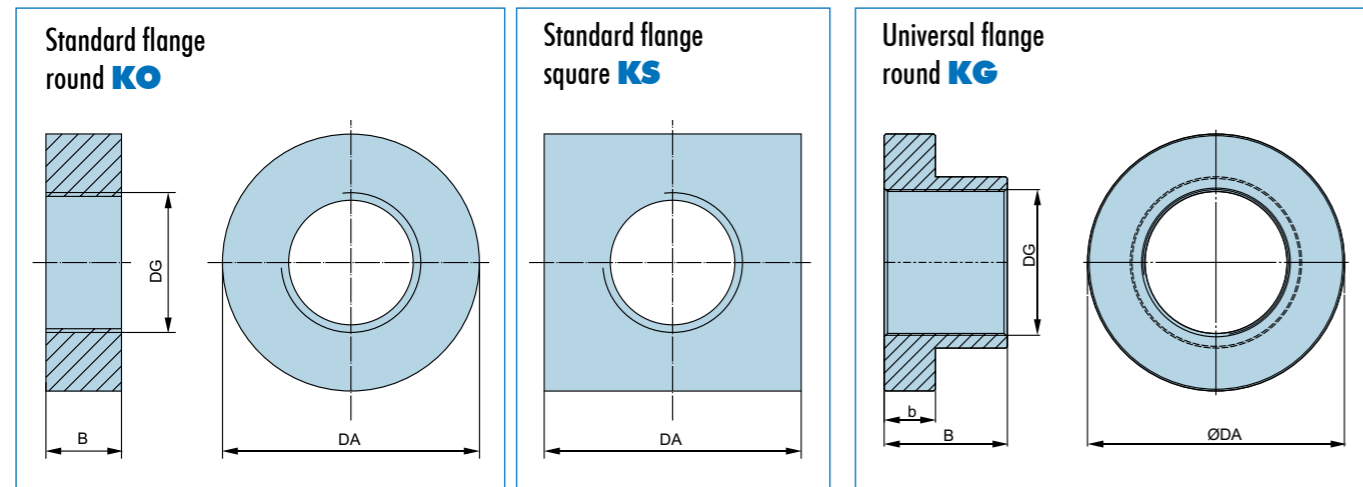 Standard flange
round KO
DG
B
DA
Standard flange
square KS
DA
Universal flange
round KG
DG
b
B
ØDA